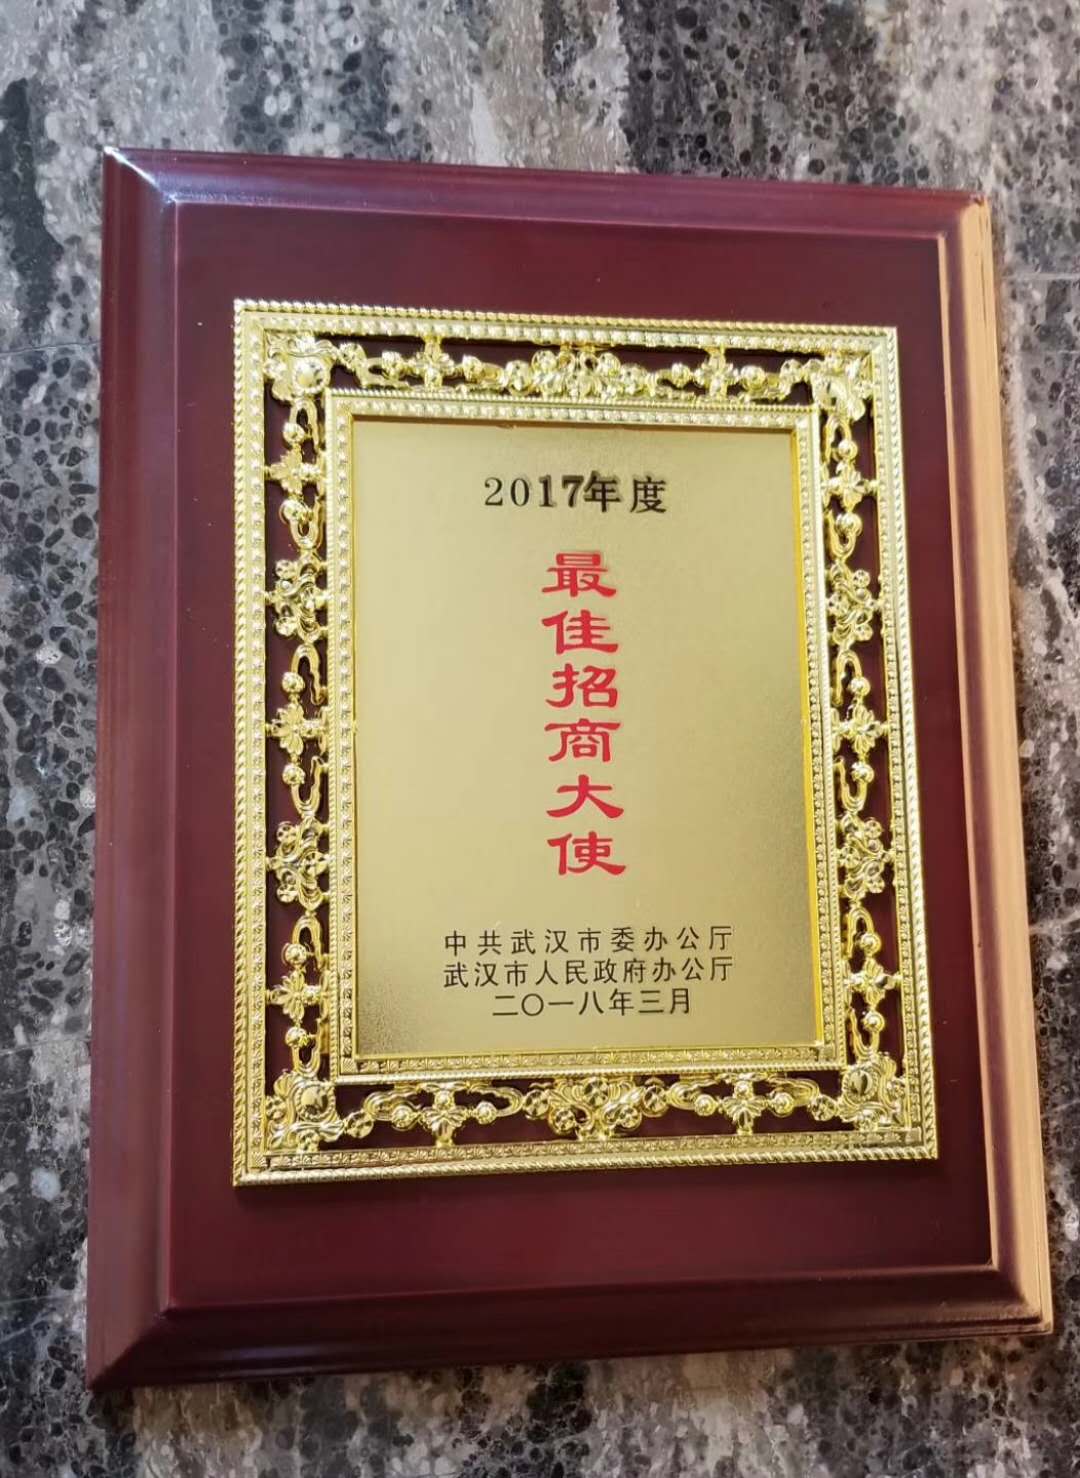 2017年度
最佳招商大使
中共武汉市委办公厅
武汉市人民政府办公厅
二〇一八年三月